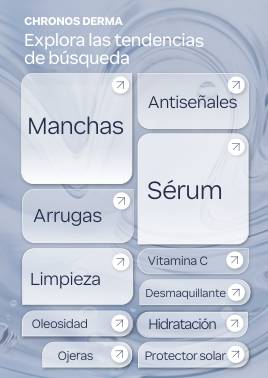 CHRONOS DERMA
Explora las tendencias
de búsqueda
Manchas
Antiseñales
Sérum
Arrugas
Vitamina C
Limpieza
Desmaquillante
Oleosidad
Hidratación
Ojeras
Protector solar